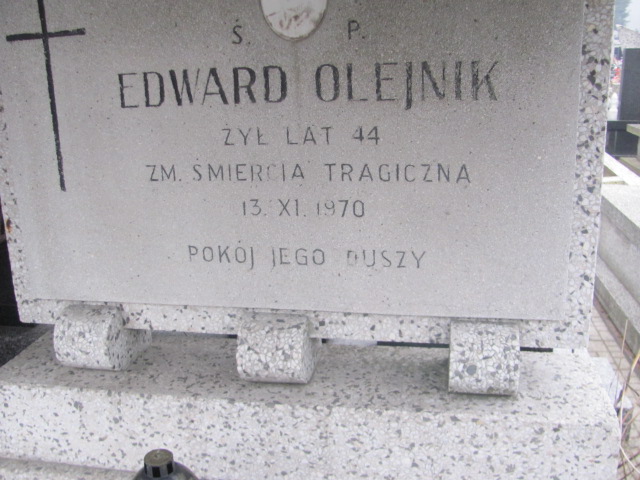 Ś. P.
EDWARD OLEJNIK
ŻYŁ LAT 44
ZM. ŚMIERCIĄ TRAGICZNĄ
13. XI. 1970
POKÓJ JEGO DUSZY